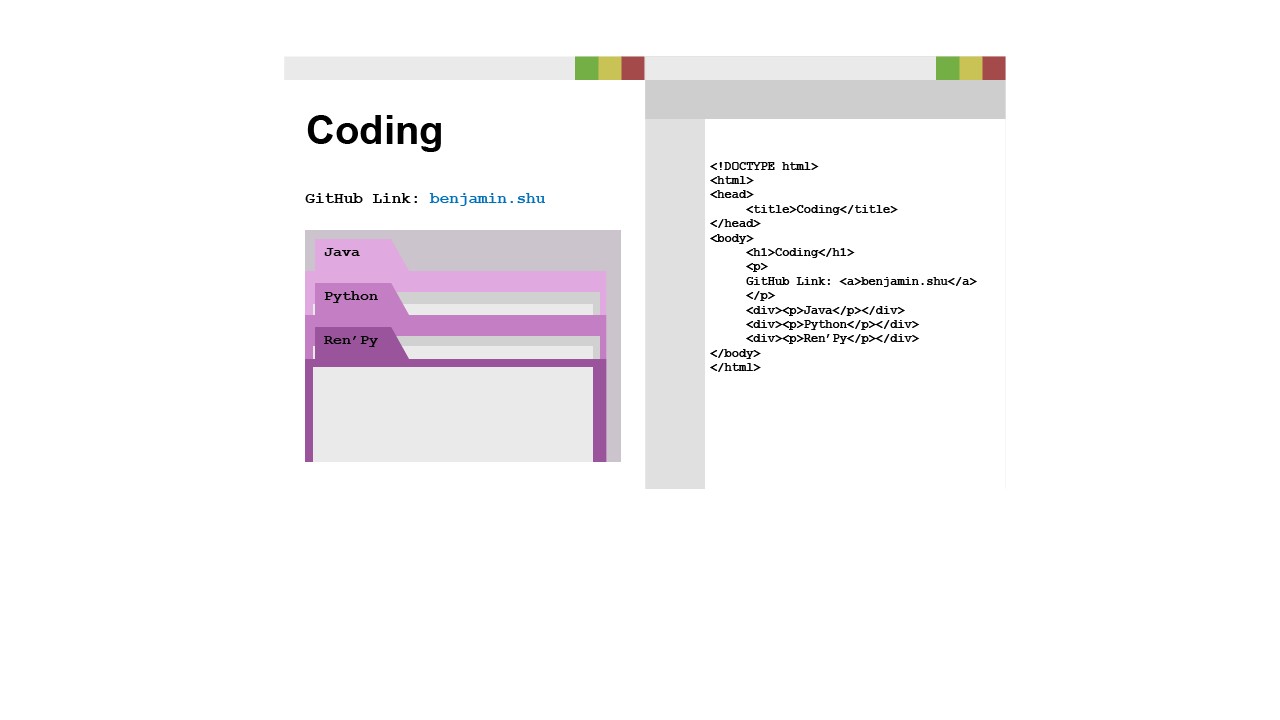 Coding
GitHub Link: benjamin.shu
Java
Python
Ren’Py
<!DOCTYPE html>
<html>
<head>
<title>Coding</title>
</head>
<body>
<h1>Coding</h1>
<p>
GitHub Link: <a>benjamin.shu</a>
</p>
<div><p>Java</p></div>
<div><p>Python</p></div>
<div><p>Ren’Py</p></div>
</body>
</html>